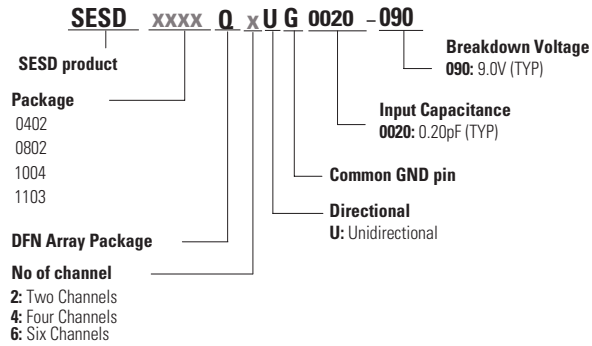 SESD xxxx Q x U G 0020 - 090
Breakdown Voltage
090: 9.0V (TYP)
SESD product
Package
0402
0802
1004
1103
Input Capacitance
0020: 0.20pF (TYP)
Common GND pin
Directional
U: Unidirectional
DFN Array Package
No of channel
2: Two Channels
4: Four Channels
6: Six Channels